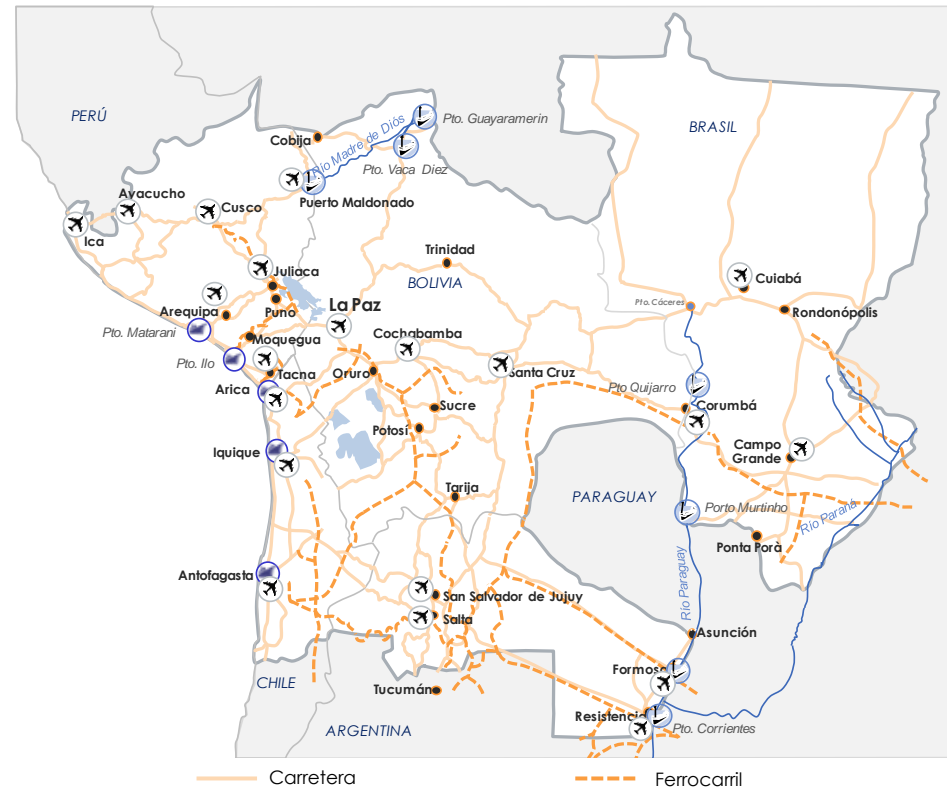 PERÚ
BRASIL
Pto. Guayaramerin
Cobija
Río Madre de Diós
Pto. Vaca Diez
Ayacucho
Cusco
Puerto Maldonado
Ica
Trinidad
Juliaca
BOLIVIA
Cuiabá
Puno
La Paz
Pto. Cáceres
Rondonópolis
Arequipa
Pto. Matarani
Moquegua
Cochabamba
Pto. Ilo
Tacna
Oruro
Santa Cruz
Arica
Pto Quijarro
Sucre
Corumbá
Potosí
Iquique
Campo
Grande
Tarija
PARAGUAY
Porto Murtinho
Río Paraná
Ponta Porà
Antofagasta
San Salvador de Jujuy
Río Paraguay
Salta
Asunción
Formosa
CHILE
Tucumán
Resistencia
Pto. Corrientes
ARGENTINA
Carretera
Ferrocarril